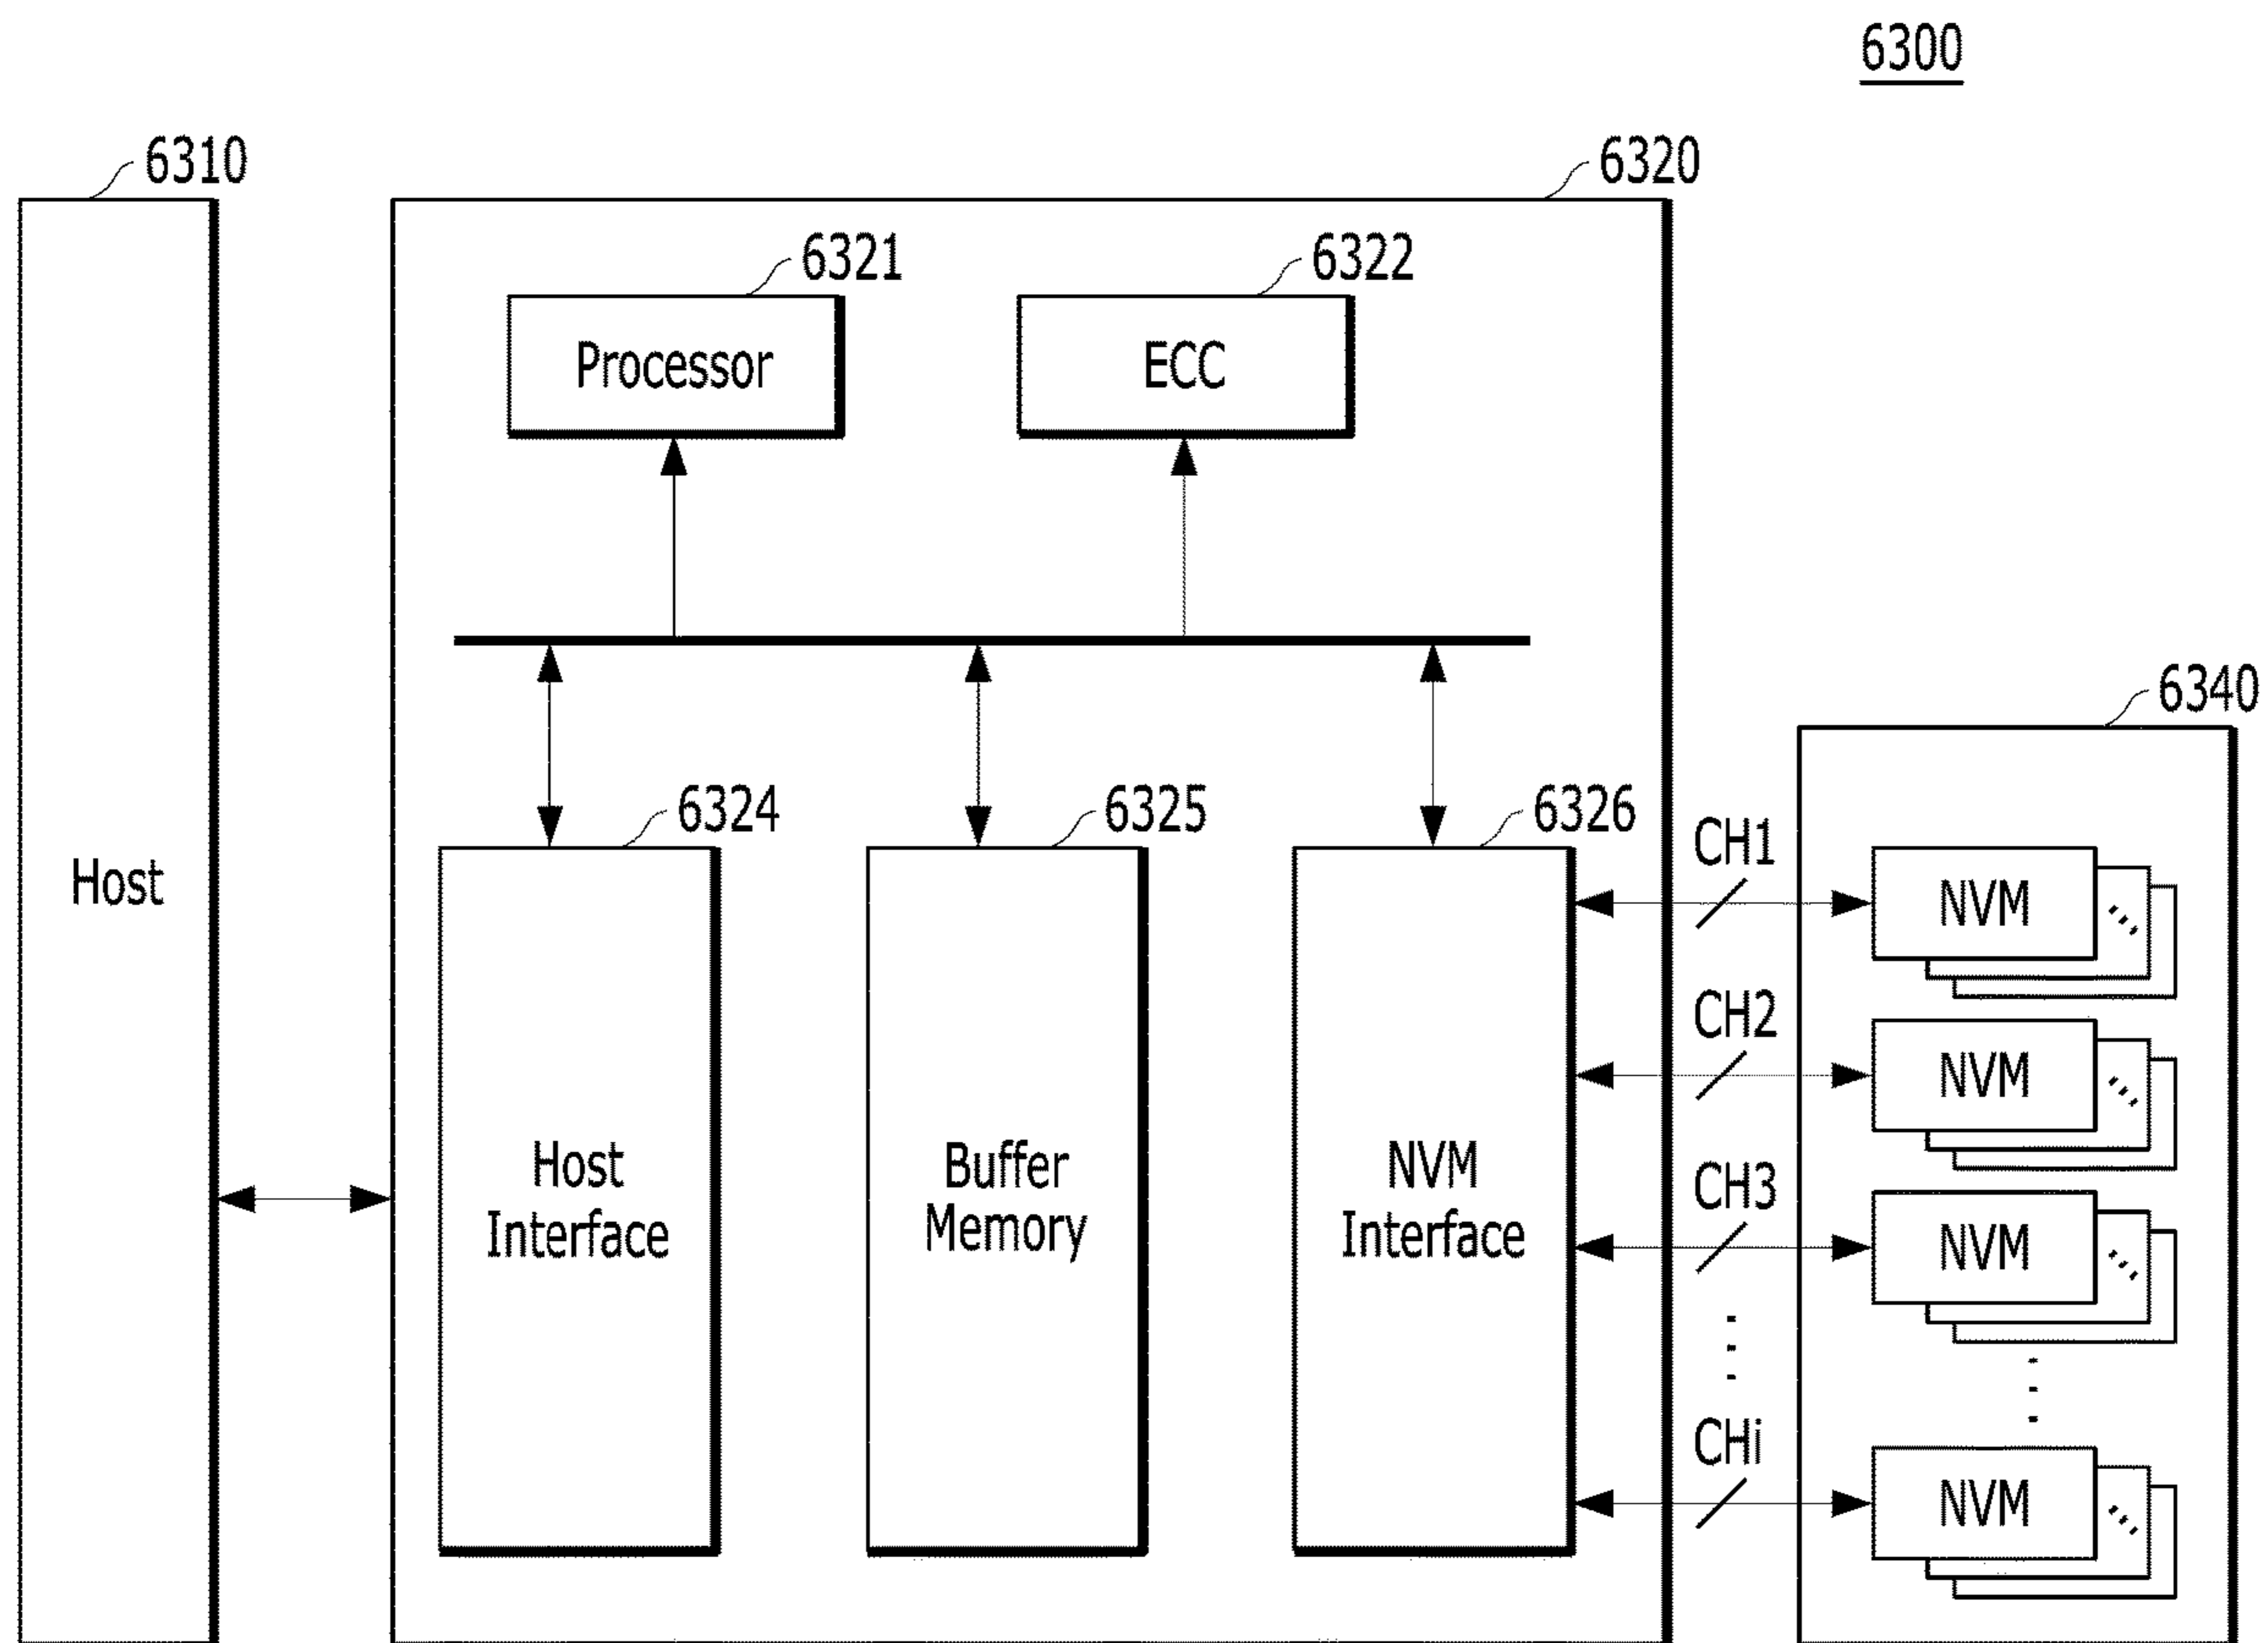 6300
6310
6320
6321
6322
Processor
ECC
6340
6324
6325
6326
Host
Host
Interface
Buffer
Memory
NVM
Interface
CH1
NVM
CH2
NVM
CH3
NVM
CHi
NVM